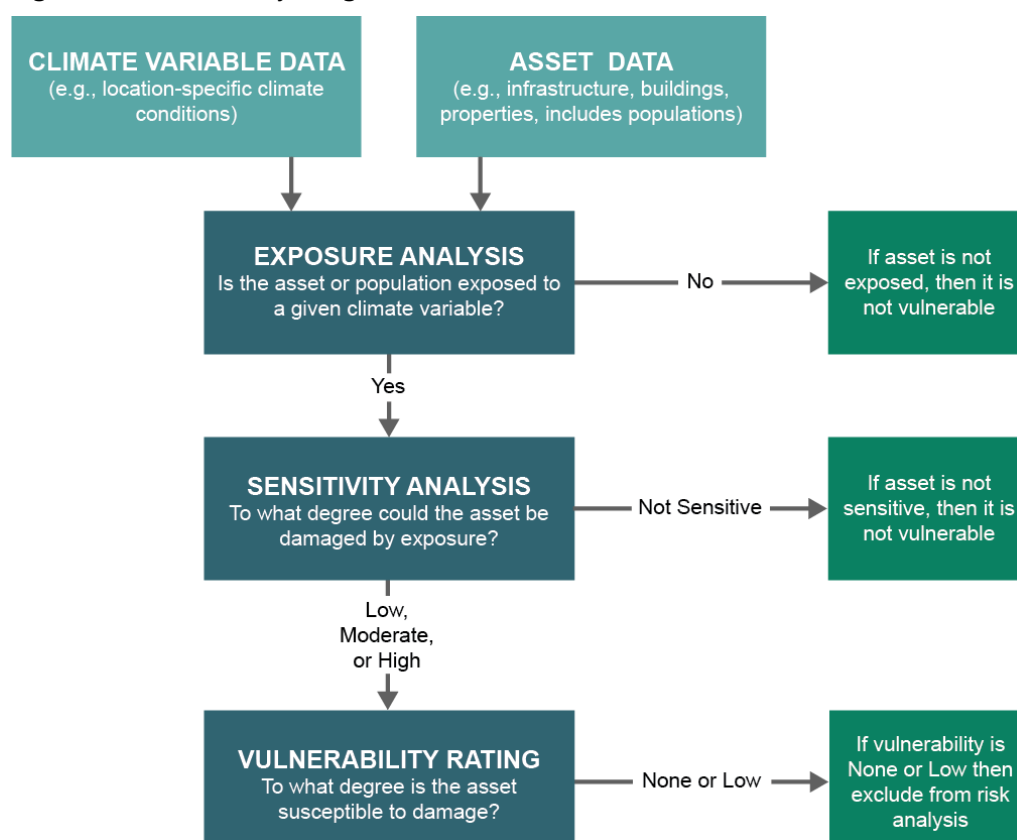 CLIMATE VARIABLE DATA
(e.g., location-specific climate
conditions)
ASSET DATA
(e.g., infrastructure, buildings,
properties, includes populations)
EXPOSURE ANALYSIS
Is the asset or population exposed to
a given climate variable?
No
If asset is not
exposed, then it is
not vulnerable
Yes
SENSITIVITY ANALYSIS
To what degree could the asset be
damaged by exposure?
Not Sensitive
If asset is not
sensitive, then it is
not vulnerable
Low,
Moderate,
or High
VULNERABILITY RATING
To what degree is the asset
susceptible to damage?
None or Low
If vulnerability is
None or Low then
exclude from risk
analysis